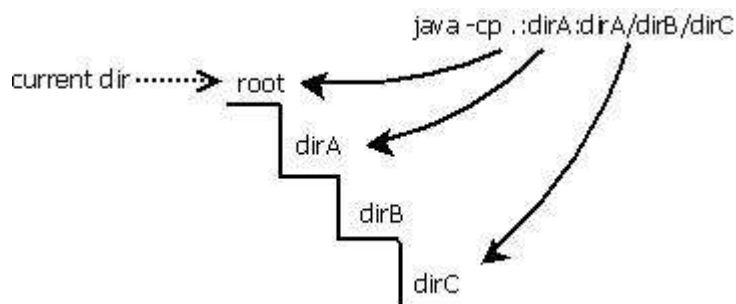 java -cp .:dirA:dirA/dirB/dirC
current dir
root
dirA
dirB
dirC